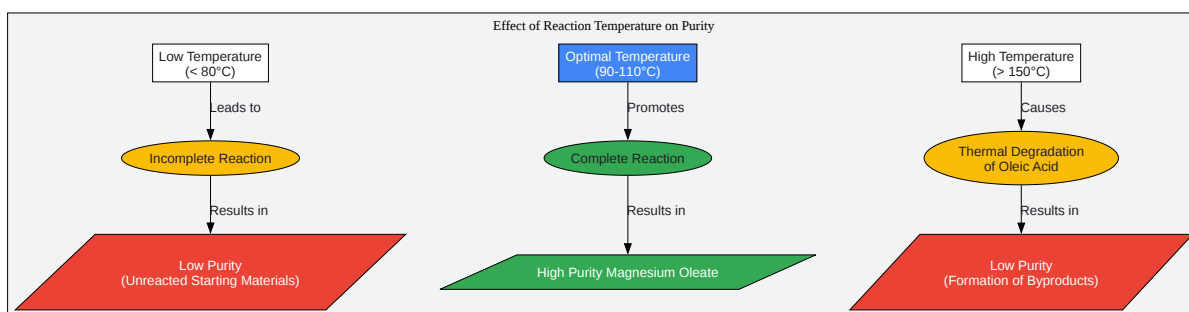 Effect of Reaction Temperature on Purity
Low Temperature
(< 80°C)
Optimal Temperature
(90-110°C)
High Temperature
(> 150°C)
Leads to
Promotes
Causes
Incomplete Reaction
Complete Reaction
Thermal Degradation
of Oleic Acid
Results in
Results in
Results in
Low Purity
(Unreacted Starting Materials)
High Purity Magnesium Oleate
Low Purity
(Formation of Byproducts)